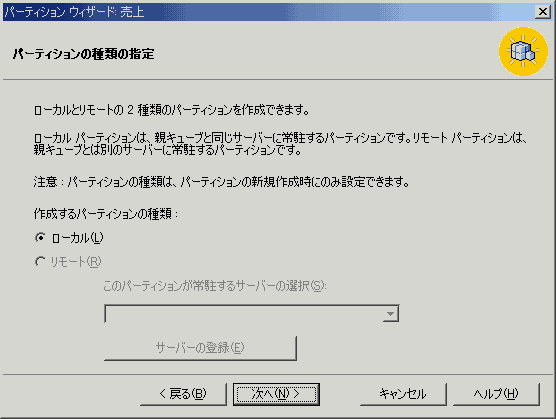 パーティション ウィザード: 売上
パーティションの種類の指定
ローカルとリモートの 2 種類のパーティションを作成できます。
ローカル パーティションは、親キューブと同じサーバーに常駐するパーティションです。リモート パーティションは、
親キューブとは別のサーバーに常駐するパーティションです。
注意 : パーティションの種類は、パーティションの新規作成時にのみ設定できます。
作成するパーティションの種類 :
ローカル(L)
リモート(R)
このパーティションが常駐するサーバーの選択(S):
サーバーの登録(E)
< 戻る(B)
次へ(N) >
キャンセル
ヘルプ(H)